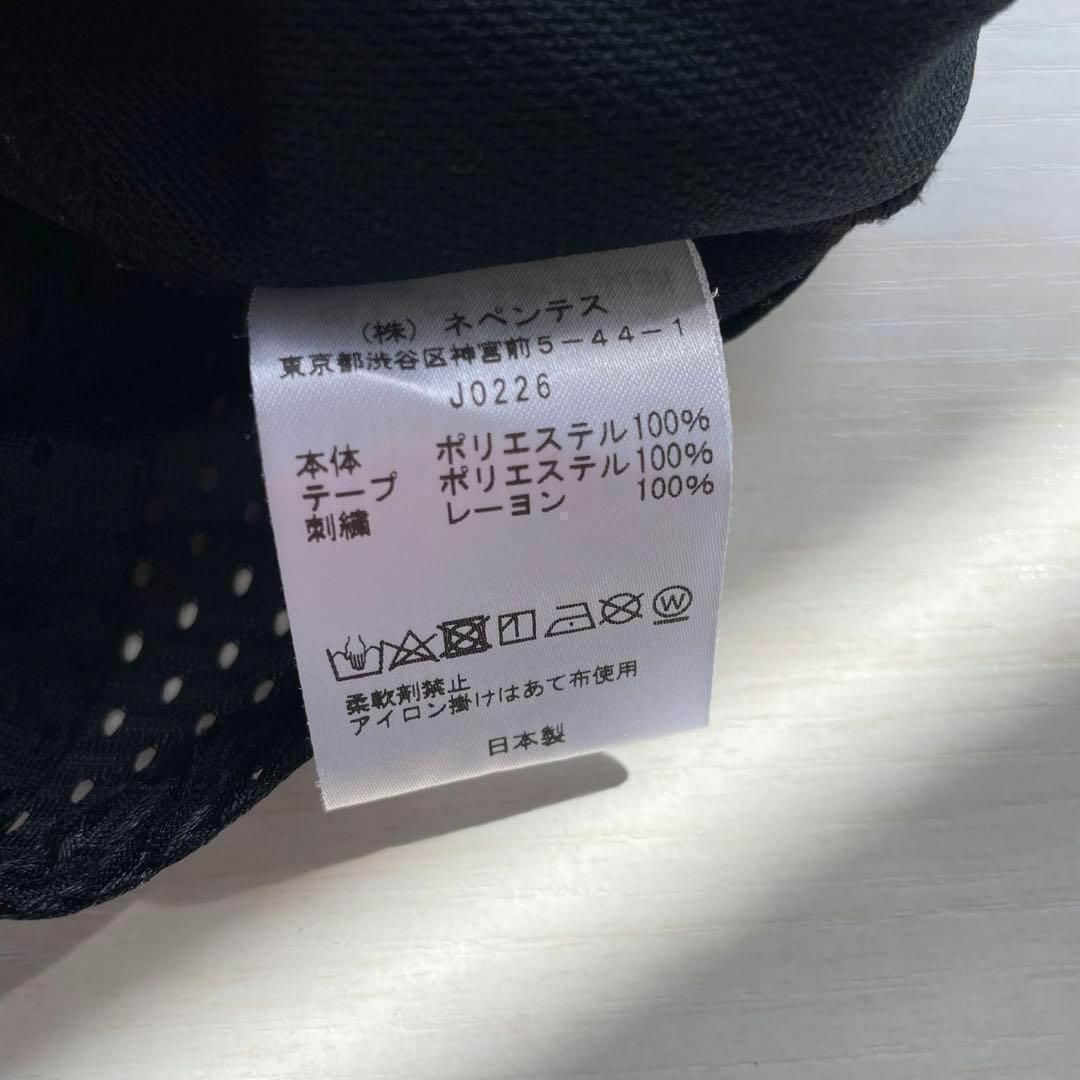 (株) ネペンテス
東京都渋谷区神宮前5-44-1
J0226
本体 ポリエステル100%
テープ ポリエステル100%
刺繍 レーヨン 100%
W
柔軟剤禁止
アイロン掛けはあて布使用
日本製